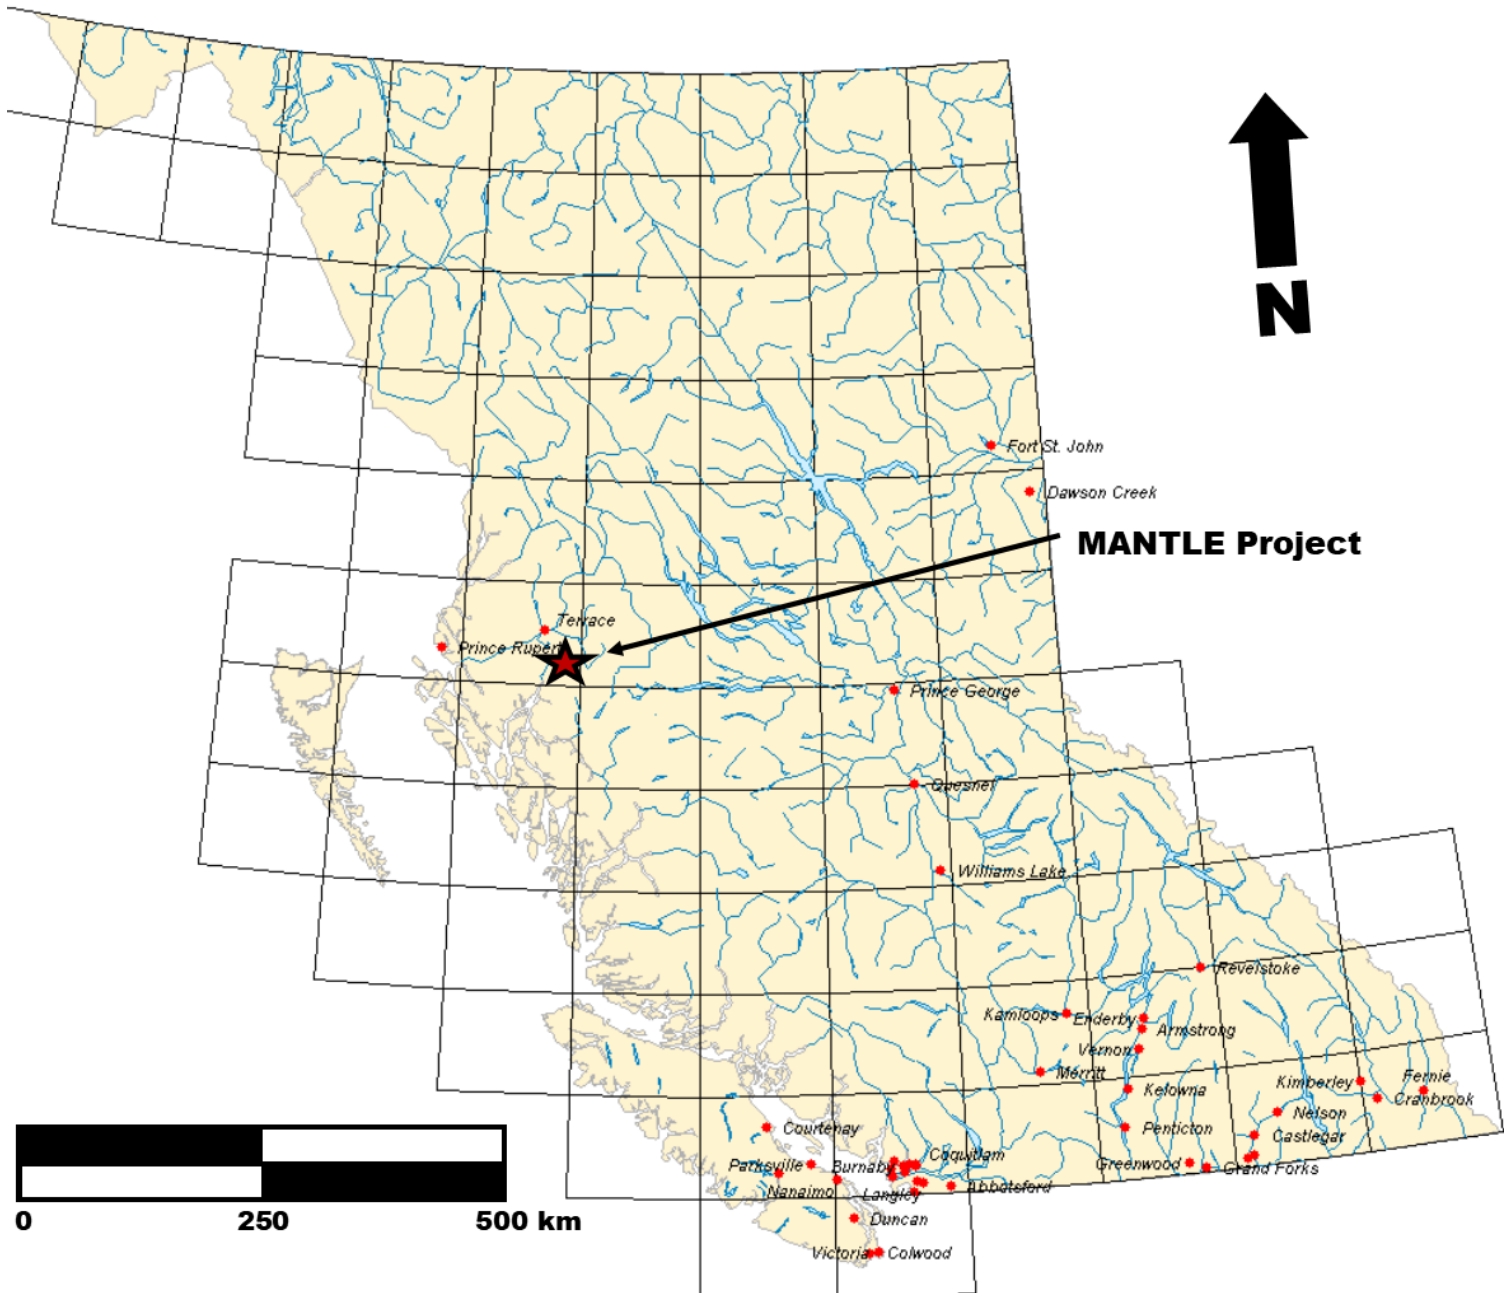 N
Fort St. John
Dawson Creek
MANTLE Project
Terrace
Prince Rupert
Prince George
Quesnel
Williams Lake
Revelstoke
Kamloops
Enderby
Armstrong
Vernon
Merritt
Kelowna
Kimberley
Fernie
Cranbrook
Nelson
Penticton
Castlegar
Courtenay
Coquitlam
Parksville
Burnaby
Greenwood
Grand Forks
Nanaimo
Langley
Abbotsford
Duncan
Victoria
Colwood
0 250 500 km